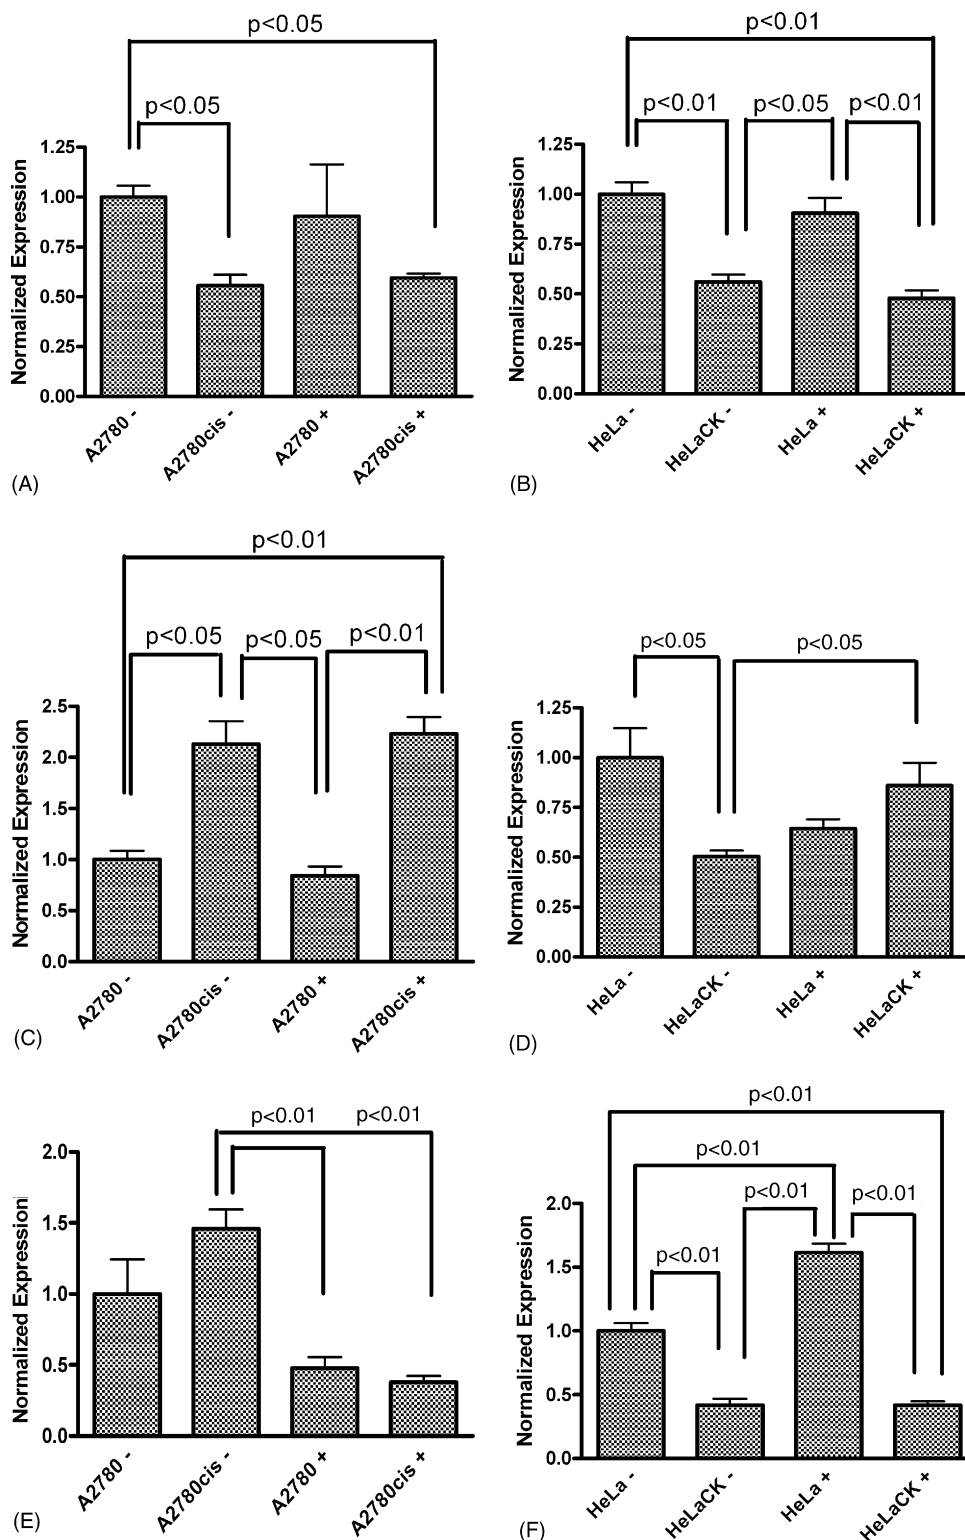 p<0.05
p<0.05
Normalized Expression
1.25
1.00
0.75
0.50
0.25
0.00
A2780 -
A2780cis -
A2780 +
A2780cis +
(A)
p<0.01
p<0.01
p<0.05
p<0.01
Normalized Expression
1.25
1.00
0.75
0.50
0.25
0.00
HeLa -
HeLaCK -
HeLa +
HeLaCK +
(B)
p<0.01
p<0.05
p<0.05
p<0.01
Normalized Expression
2.5
2.0
1.5
1.0
0.5
0.0
A2780 -
A2780cis -
A2780 +
A2780cis +
(C)
p<0.05
p<0.05
Normalized Expression
1.25
1.00
0.75
0.50
0.25
0.00
HeLa -
HeLaCK -
HeLa +
HeLaCK +
(D)
p<0.01
p<0.01
Normalized Expression
2.0
1.5
1.0
0.5
0.0
A2780 -
A2780cis -
A2780 +
A2780cis +
(E)
p<0.01
p<0.01
p<0.01
p<0.01
p<0.01
Normalized Expression
2.0
1.5
1.0
0.5
0.0
HeLa -
HeLaCK -
HeLa +
HeLaCK +
(F)